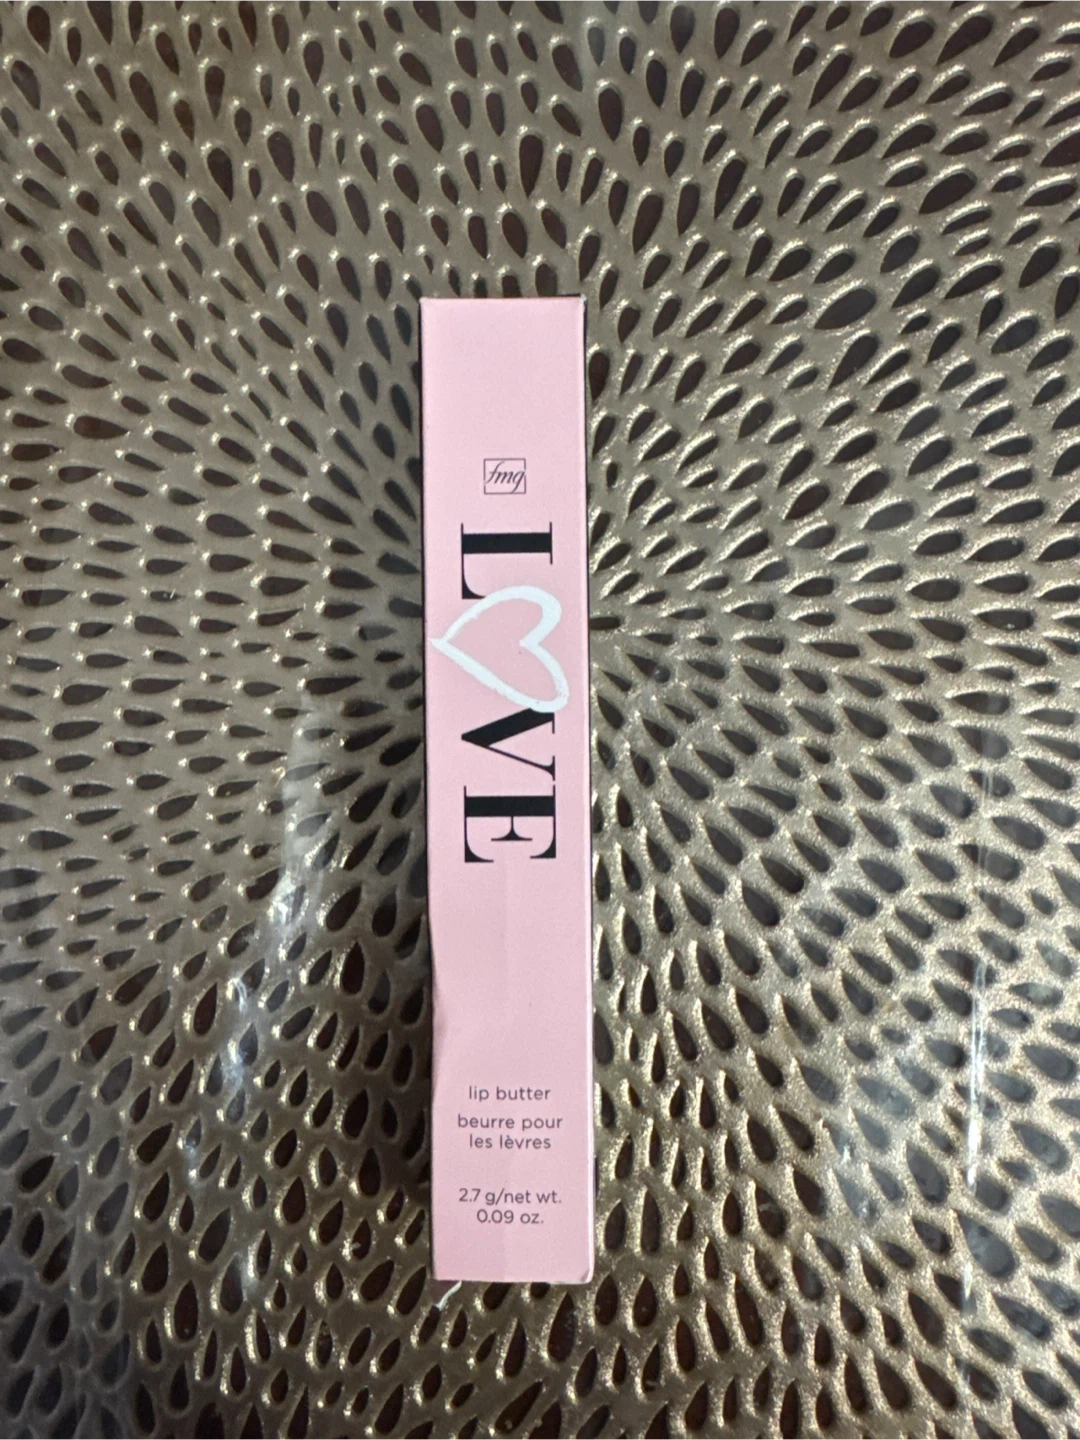 fmg
LOVE
lip butter
beurre pour
les lèvres
2.7 g/net wt.
0.09 oz.